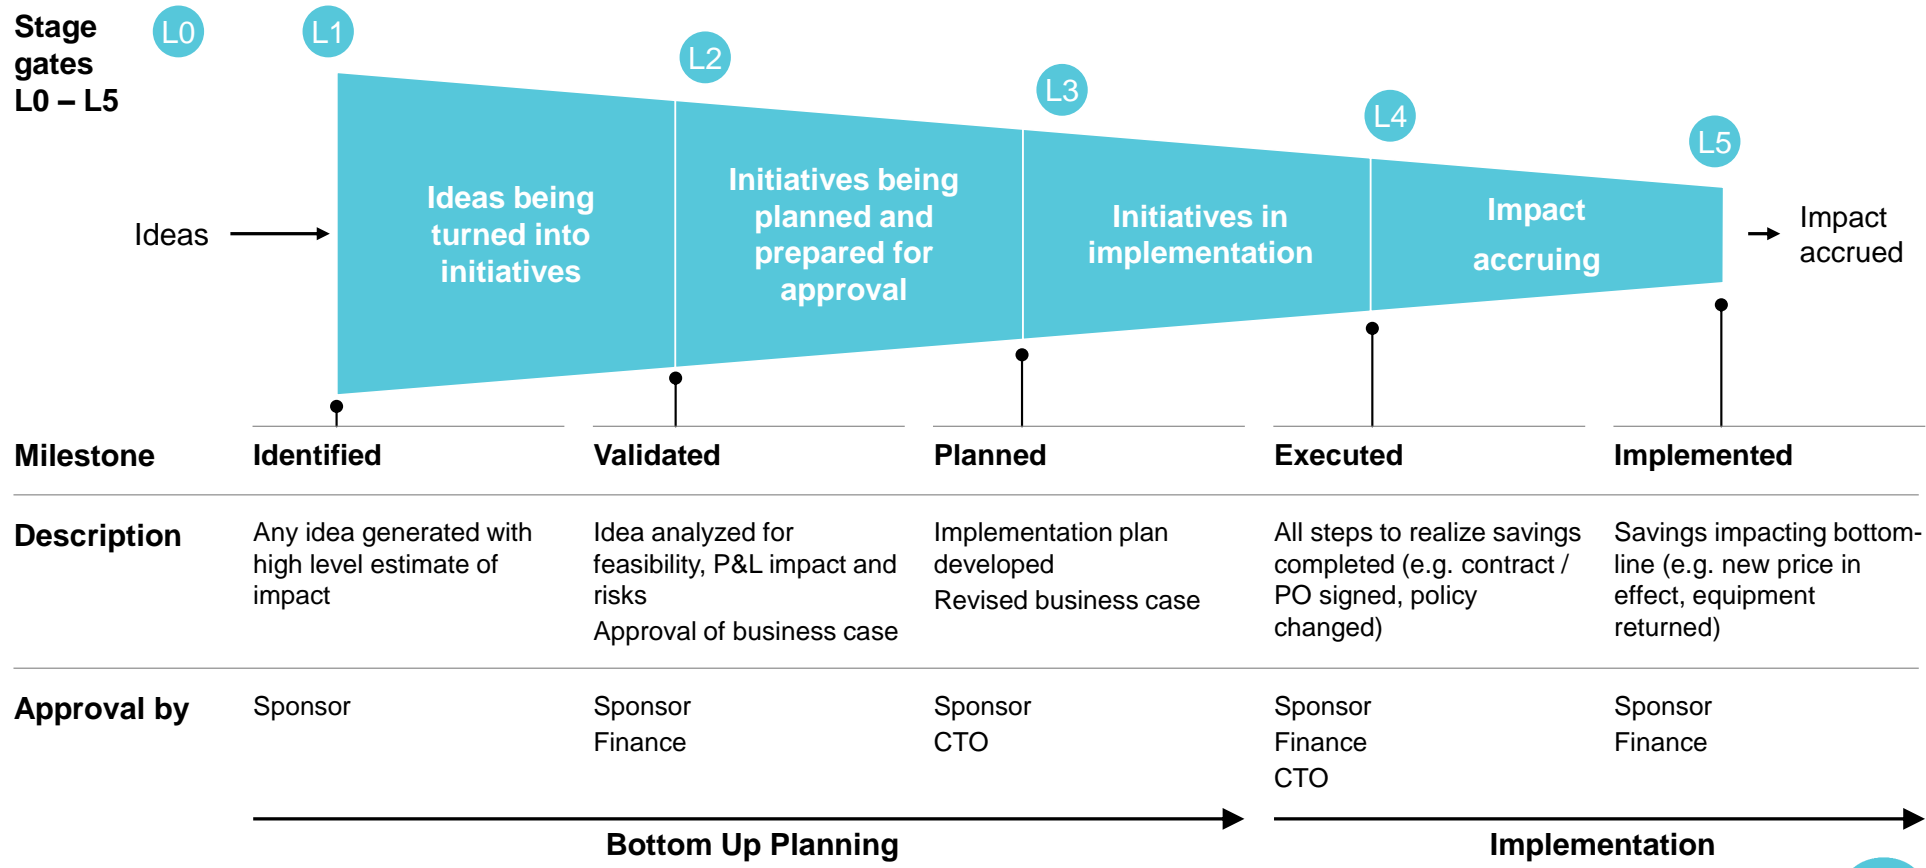 Stage
gates
L0 – L5
L0
L1
L2
L3
L4
L5
Ideas
Ideas being
turned into
initiatives
Initiatives being
planned and
prepared for
approval
Initiatives in
implementation
Impact
accruing
Impact
accrued
Milestone
Identified
Validated
Planned
Executed
Implemented
Description
Any idea generated with
high level estimate of
impact
Idea analyzed for
feasibility, P&L impact and
risks
Approval of business case
Implementation plan
developed
Revised business case
All steps to realize savings
completed (e.g. contract /
PO signed, policy
changed)
Savings impacting bottom-
line (e.g. new price in
effect, equipment
returned)
Approval by
Sponsor
Sponsor
Finance
Sponsor
CTO
Sponsor
Finance
CTO
Sponsor
Finance
Bottom Up Planning
Implementation